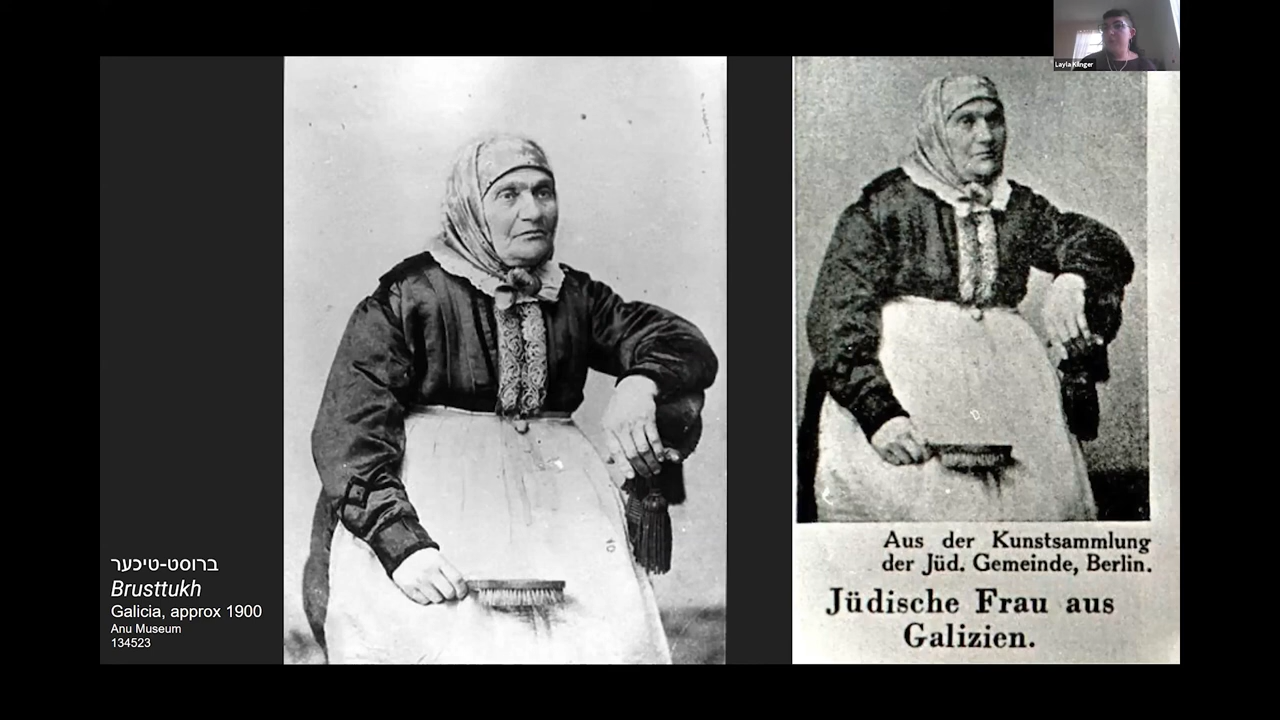 Layla Klinger
ברוסט-טיכער
Brusttukh
Galicia, approx 1900
Anu Museum
134523
Aus der Kunstsammlung
der Jüd. Gemeinde, Berlin.
Jüdische Frau aus
Galizien.